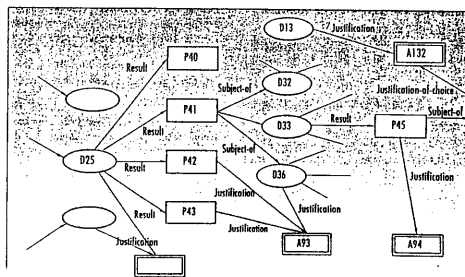 D13
Justification
A132
P40
Result
Subject-of
D32
Justification-of-choice
P41
Result
D33
Result
P45
Subject-of
D25
Result
P42
Subject-of
D36
Justification
Justification
Result
P43
Justification
Justification
Justification
A93
A94